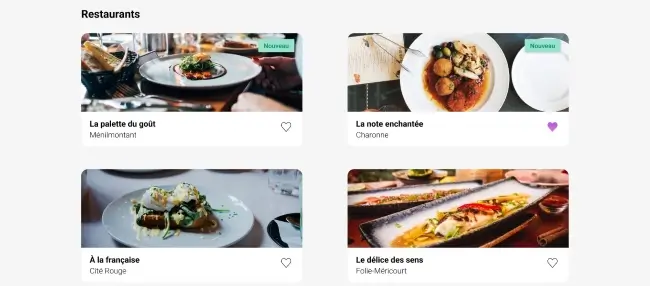 Restaurants
Nouveau
La palette du goût
Ménilmontant
Nouveau
La note enchantée
Charonne
À la française
Cité Rouge
Le délice des sens
Folie-Méricourt